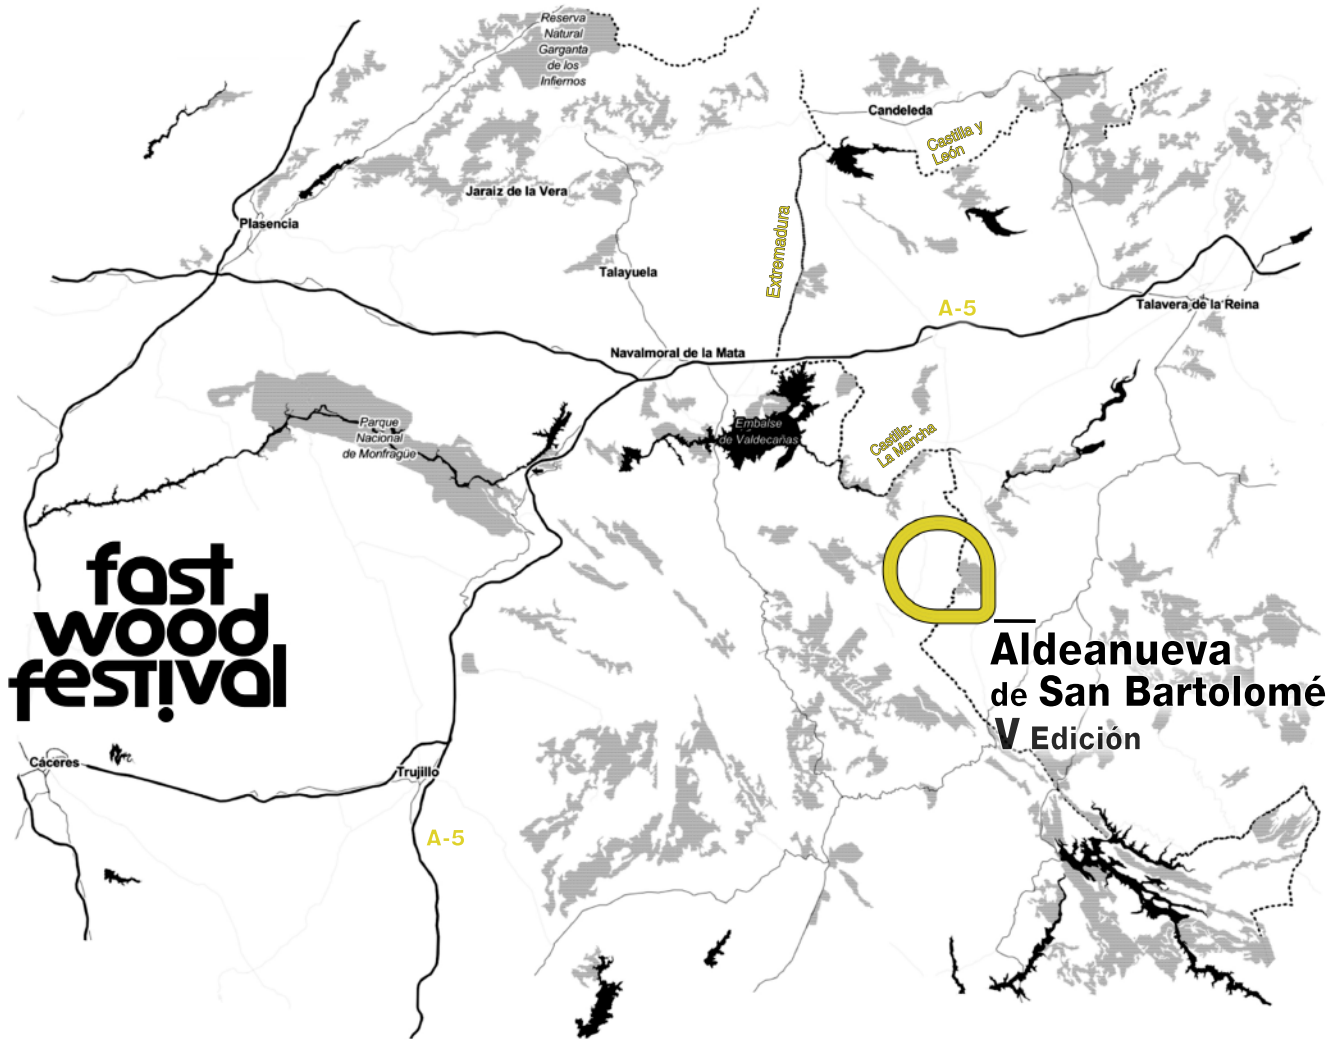 Reserva
Natural
Garganta
de los
Infiernos
Candeleda
Castilla y
León
Jaraiz de la Vera
Plasencia
Extremadura
Talayuela
A-5
Talavera de la Reina
Navalmoral de la Mata
Parque
Nacional
de Monfragüe
Embalse
de Valdecañas
Castilla-
La Mancha
fast
wood
festival
Aldeanueva
de San Bartolomé
V Edición
Cáceres
Trujillo
A-5